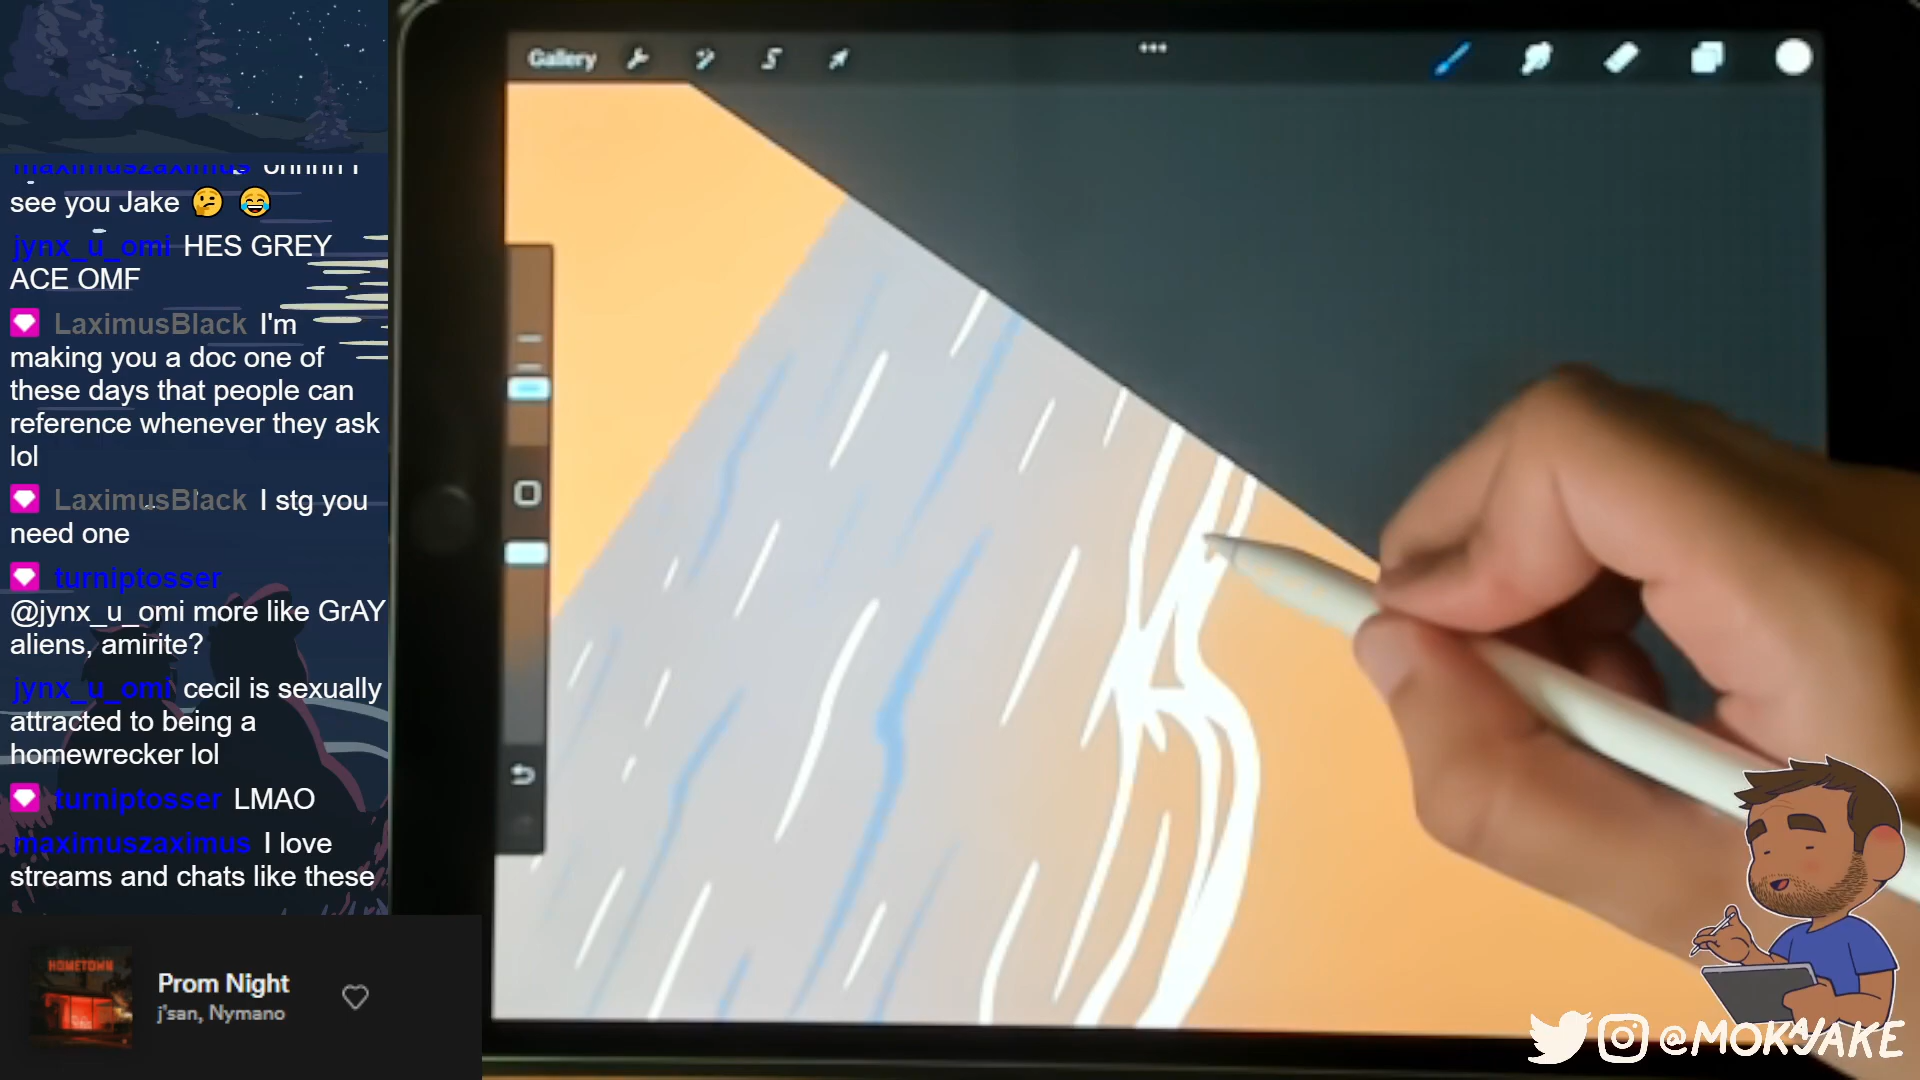 Gallery
maximuszaximus ohhhh I
see you Jake 🤔 😂
jynx_u_omi HES GREY
ACE OMF
LaximusBlack I'm
making you a doc one of
these days that people can
reference whenever they ask
lol
LaximusBlack I stg you
need one
turniptosser
@jynx_u_omi more like GrAY
aliens, amirite?
jynx_u_omi cecil is sexually
attracted to being a
homewrecker lol
turniptosser LMAO
maximuszaximus I love
streams and chats like these
HOMETOWN
Prom Night
j'san, Nymano
@MOKAJAKE